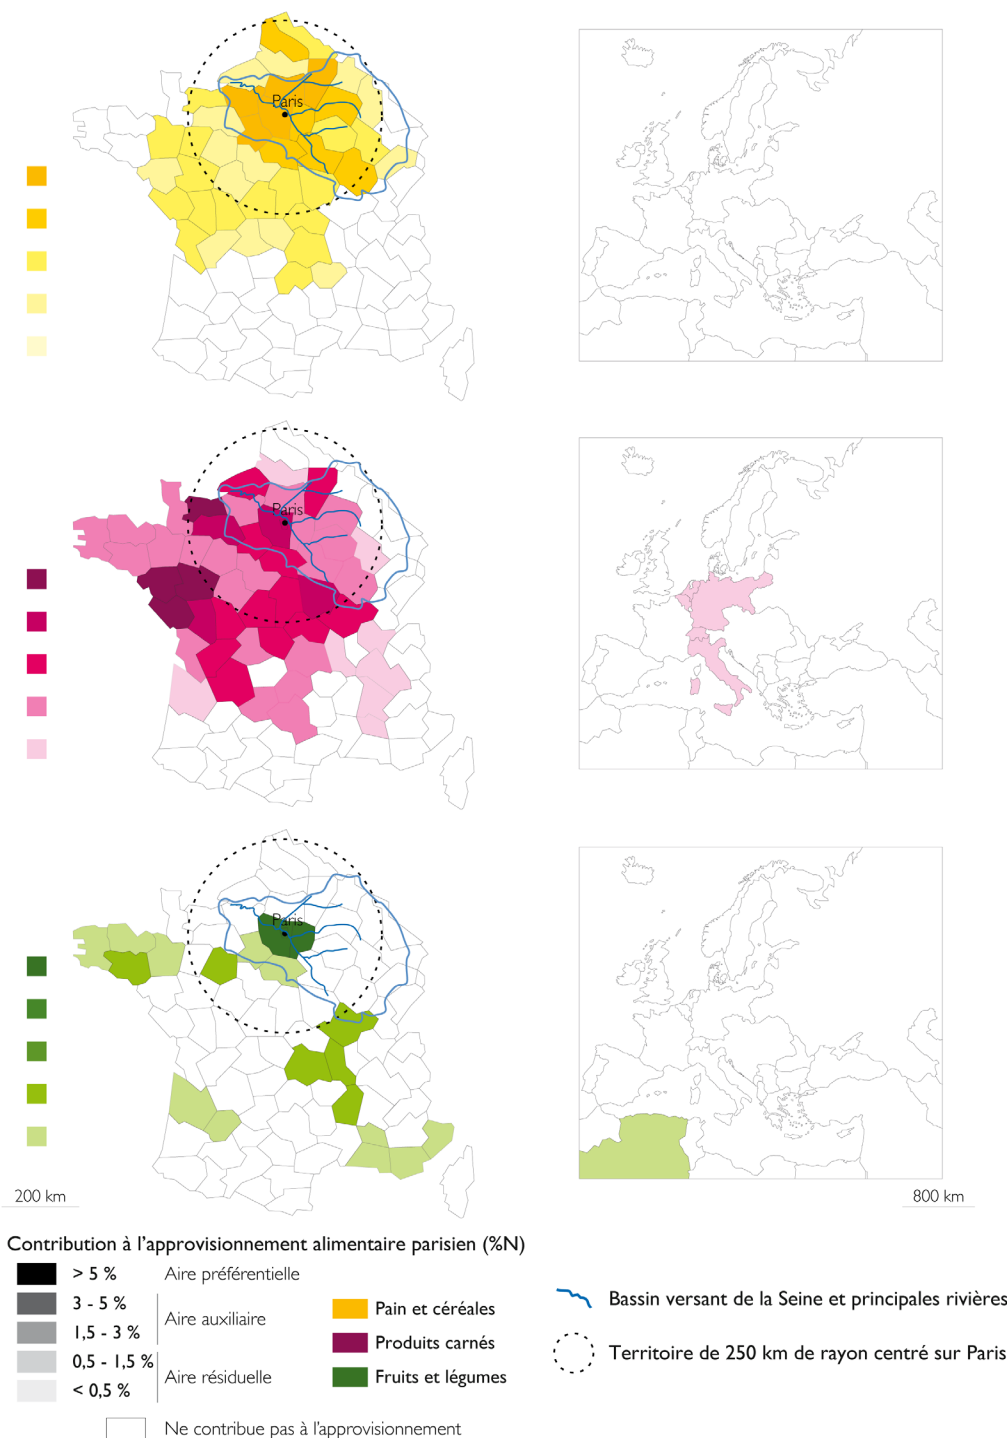 Paris
Paris
Paris
200 km
800 km
Contribution à l'approvisionnement alimentaire parisien (%N)
> 5 %
Aire préférentielle
3 - 5 %
1,5 - 3 %
Aire auxiliaire
0,5 - 1,5 %
< 0,5 %
Aire résiduelle
Ne contribue pas à l'approvisionnement
Pain et céréales
Produits carnés
Fruits et légumes
Bassin versant de la Seine et principales rivières
Territoire de 250 km de rayon centré sur Paris